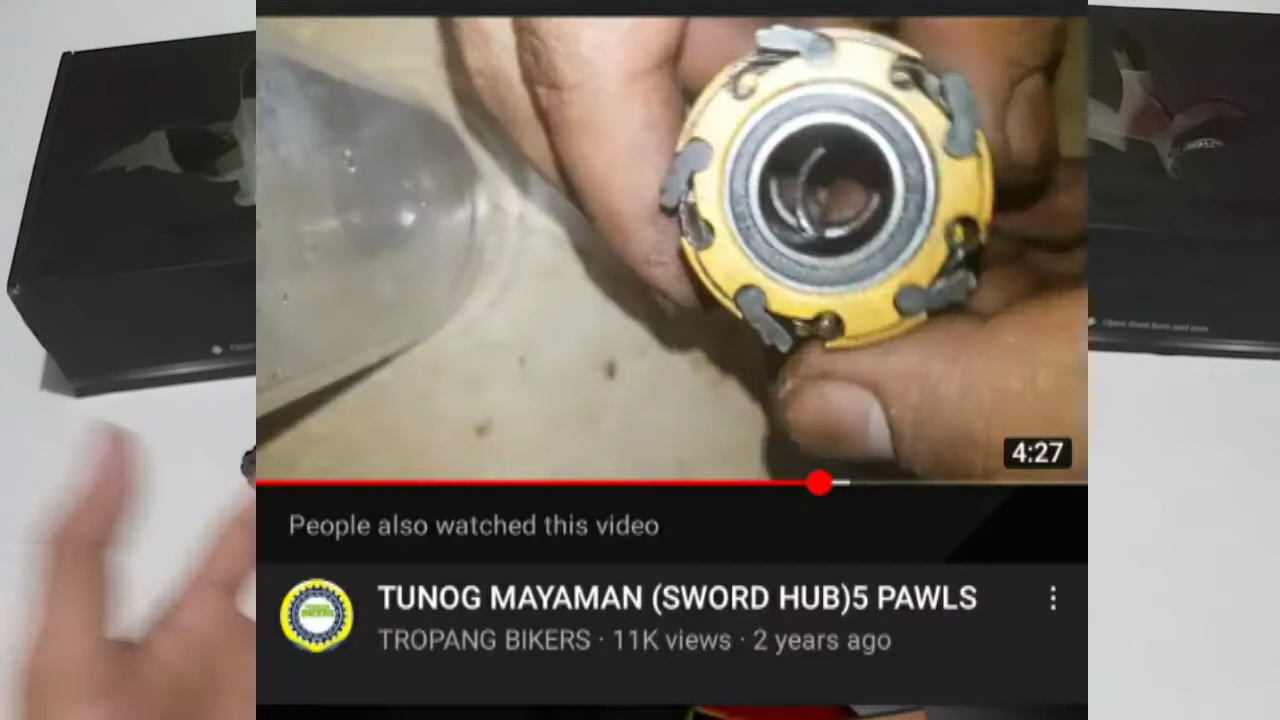 4:27
People also watched this video
TUNOG MAYAMAN (SWORD HUB)5 PAWLS
TROPANG BIKERS · 11K views · 2 years ago